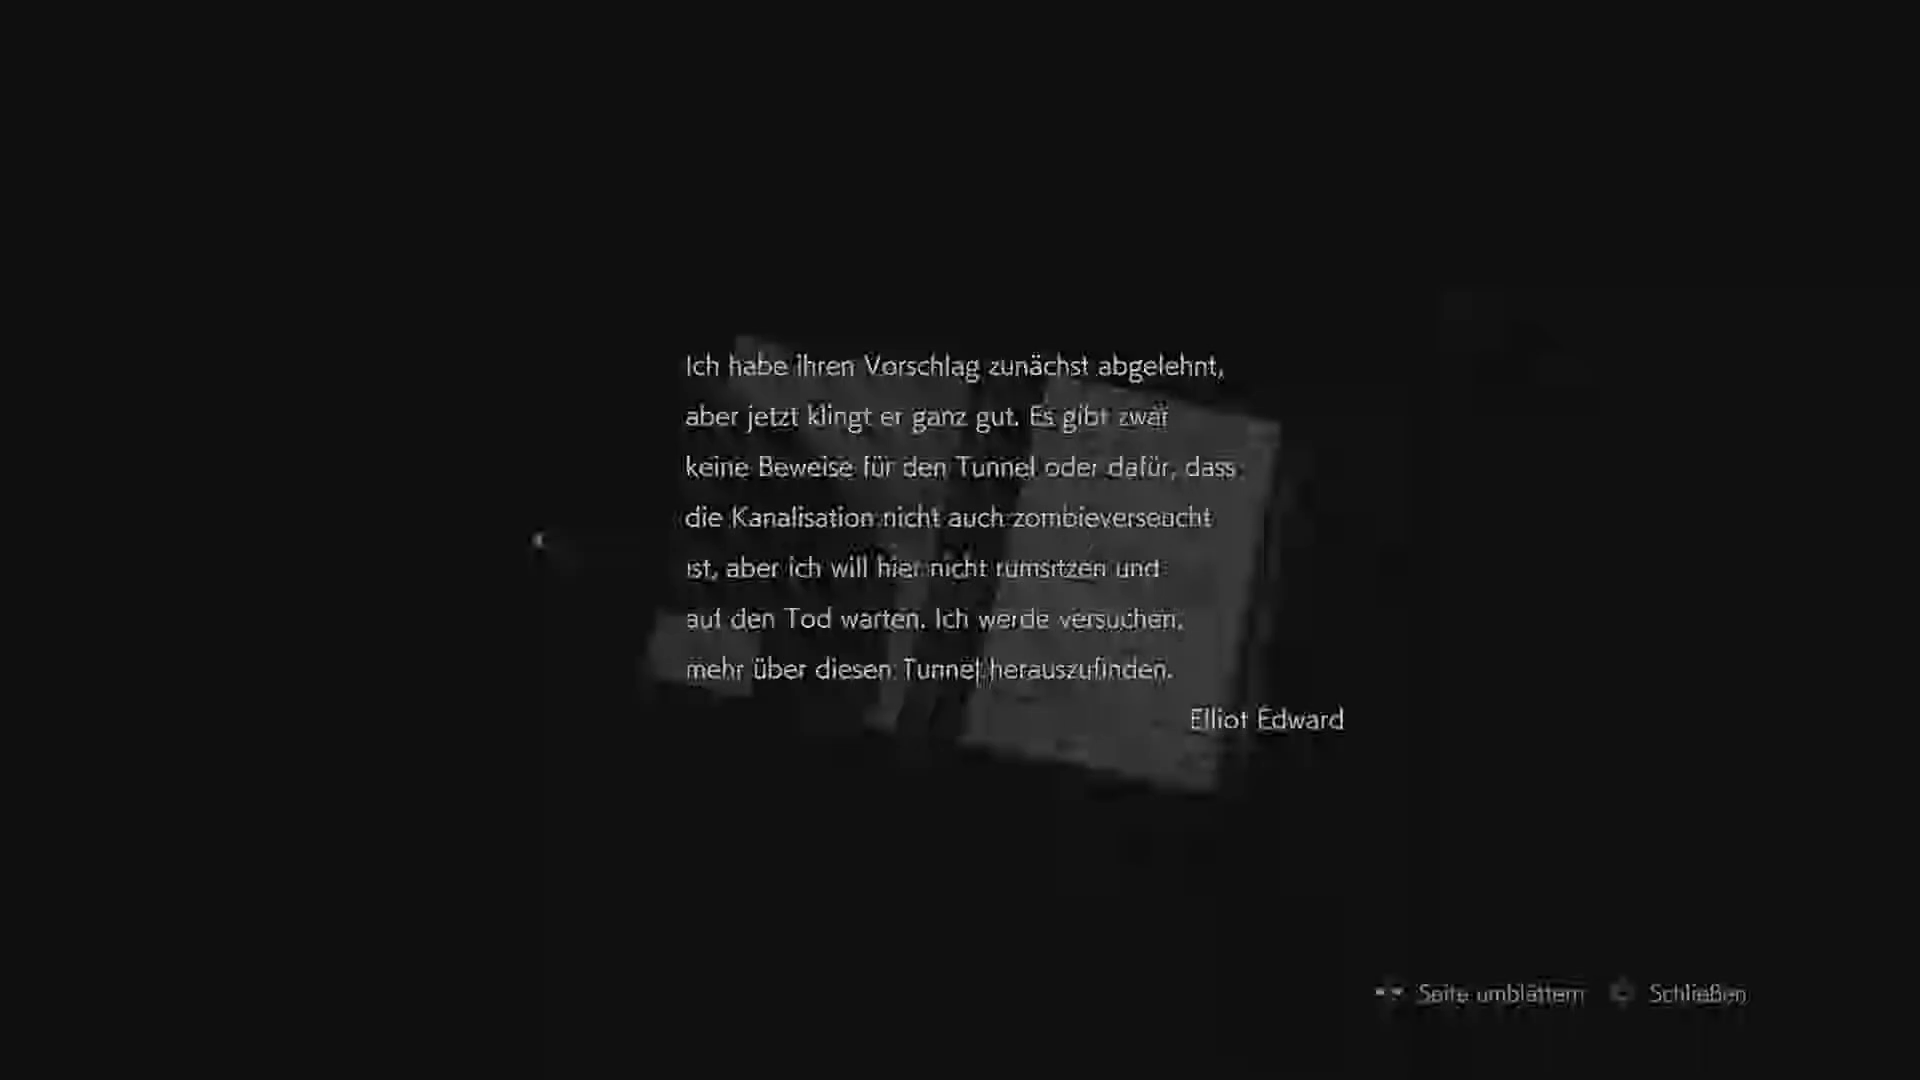 Ich habe ihren Vorschlag zunächst abgelehnt,
aber jetzt klingt er ganz gut. Es gibt zwar
keine Beweise für den Tunnel oder dafür, dass
die Kanalisation nicht auch zombieverseucht
ist, aber ich will hier nicht rumsitzen und
auf den Tod warten. Ich werde versuchen,
mehr über diesen Tunnel herauszufinden.
Elliot Edward
Seite umblättern Schließen